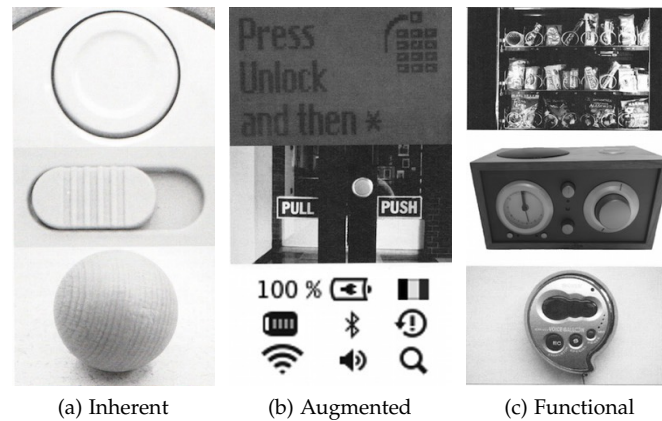 Press
Unlock
and then *
PULL
PUSH
100 %
(a) Inherent
(b) Augmented
(c) Functional